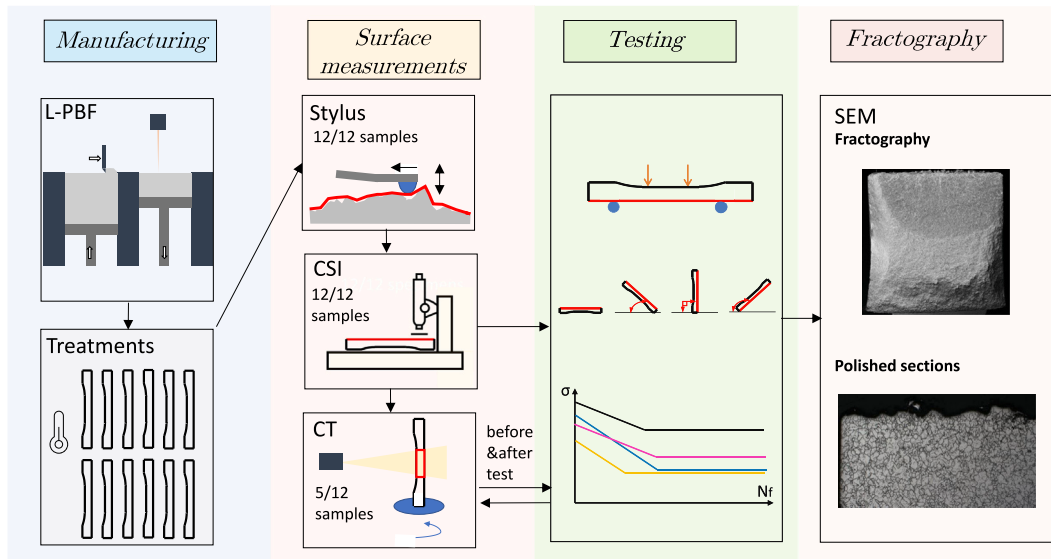 Manufacturing
L-PBF
Treatments
Surface
measurements
Stylus
12/12 samples
CSI
12/12
samples
CT
5/12
samples
before
&after
test
Testing
σ
Nf
Fractography
SEM
Fractography
Polished sections